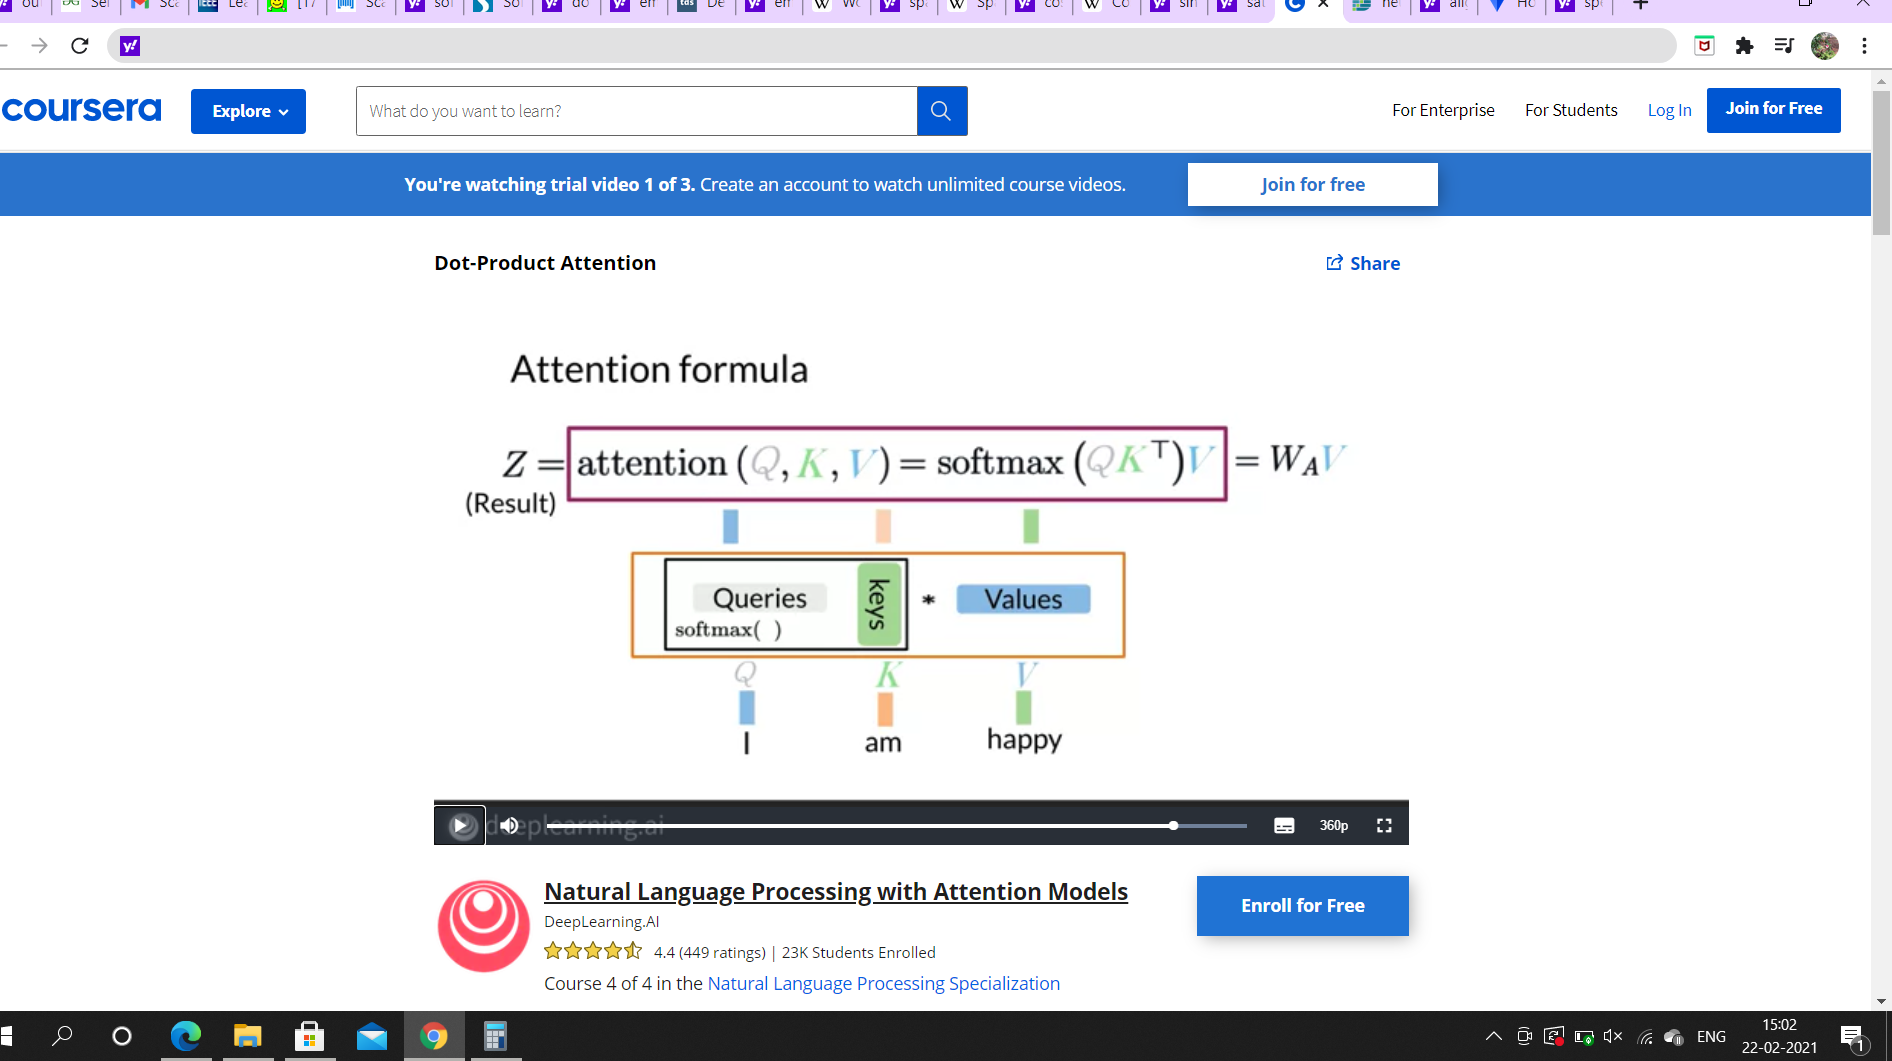 coursera
Explore
What do you want to learn?
For Enterprise
For Students
Log In
Join for Free
You're watching trial video 1 of 3. Create an account to watch unlimited course videos.
Join for free
Dot-Product Attention
Share
Attention formula
Z = attention (Q, K, V) = softmax (QK⊤)V = W_A V
(Result)
Queries
keys
*
Values
softmax( )
Q K V
I am happy
deeplearning.ai
360p
Natural Language Processing with Attention Models
DeepLearning.AI
4.4 (449 ratings) | 23K Students Enrolled
Enroll for Free
Course 4 of 4 in the Natural Language Processing Specialization
ENG
15:02
22-02-2021
1